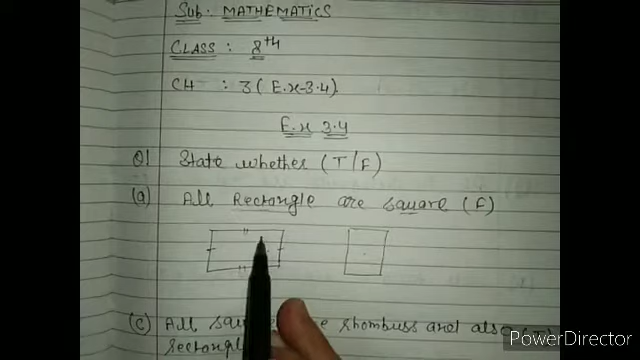 Sub. MATHEMATICS
CLASS : 8th
CH : 3 ( E.x-3.4).
E.x 3.4
Q1 State whether (T/F)
(a) All Rectangle are square (F)
(c) All rhombuss and also
rectangl
PowerDirector